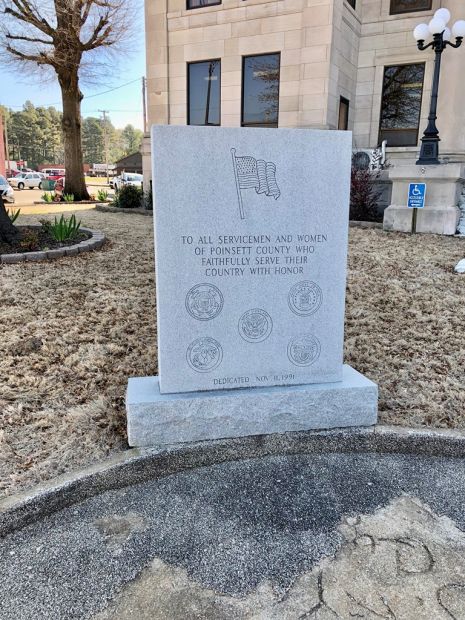 TO ALL SERVICEMEN AND WOMEN
OF POINSETT COUNTY WHO
FAITHFULLY SERVE THEIR
COUNTRY WITH HONOR
DEDICATED NOV 11, 1991